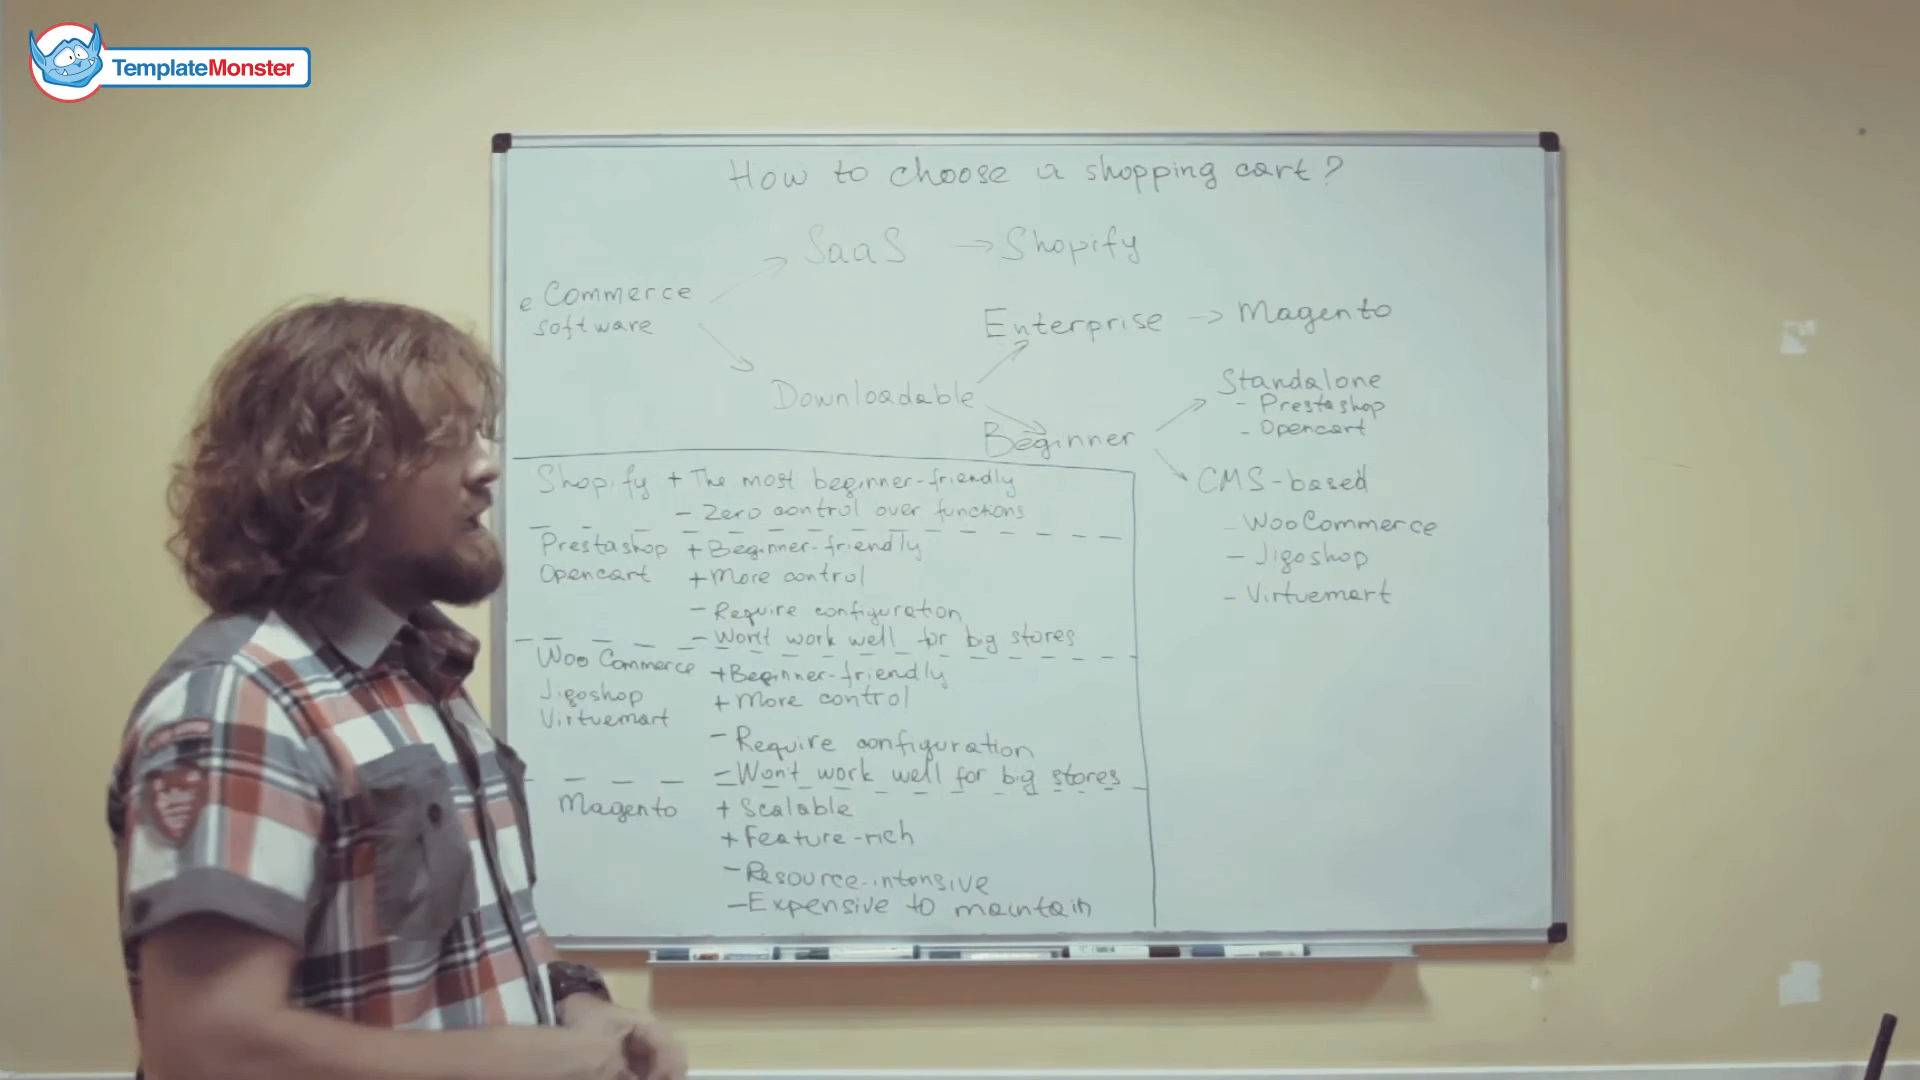 TemplateMonster
How to choose a shopping cart?
SaaS → Shopify
eCommerce
software
Enterprise → Magento
Downloadable
Beginner
Standalone
- Prestashop
- Opencart
CMS-based
- WooCommerce
- Jigoshop
- Virtuemart
Shopify + The most beginner-friendly
- Zero control over functions
Prestashop + Beginner-friendly
Opencart + More control
- Require configuration
- Won't work well for big stores
Woo Commerce + Beginner-friendly
Jigoshop + More control
Virtuemart
- Require configuration
- Won't work well for big stores
Magento + Scalable
+ Feature-rich
- Resource-intensive
- Expensive to maintain